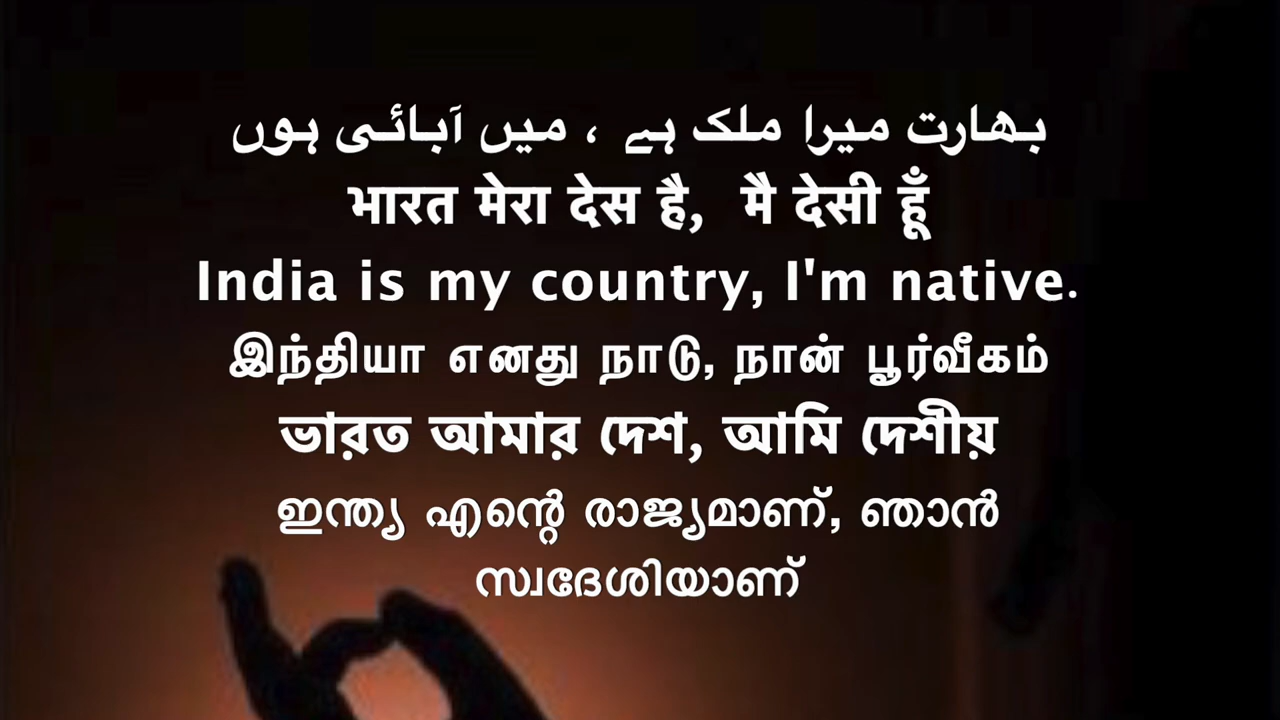 بھارت میرا ملک ہے ، میں آبائی ہوں
भारत मेरा देस है, मै देसी हूँ
India is my country, I'm native.
இந்தியா எனது நாடு, நான் பூர்வீகம்
ভারত আমার দেশ, আমি দেশীয়
ഇന്ത്യ എന്റെ രാജ്യമാണ്, ഞാൻ
സ്വദേശിയാണ്